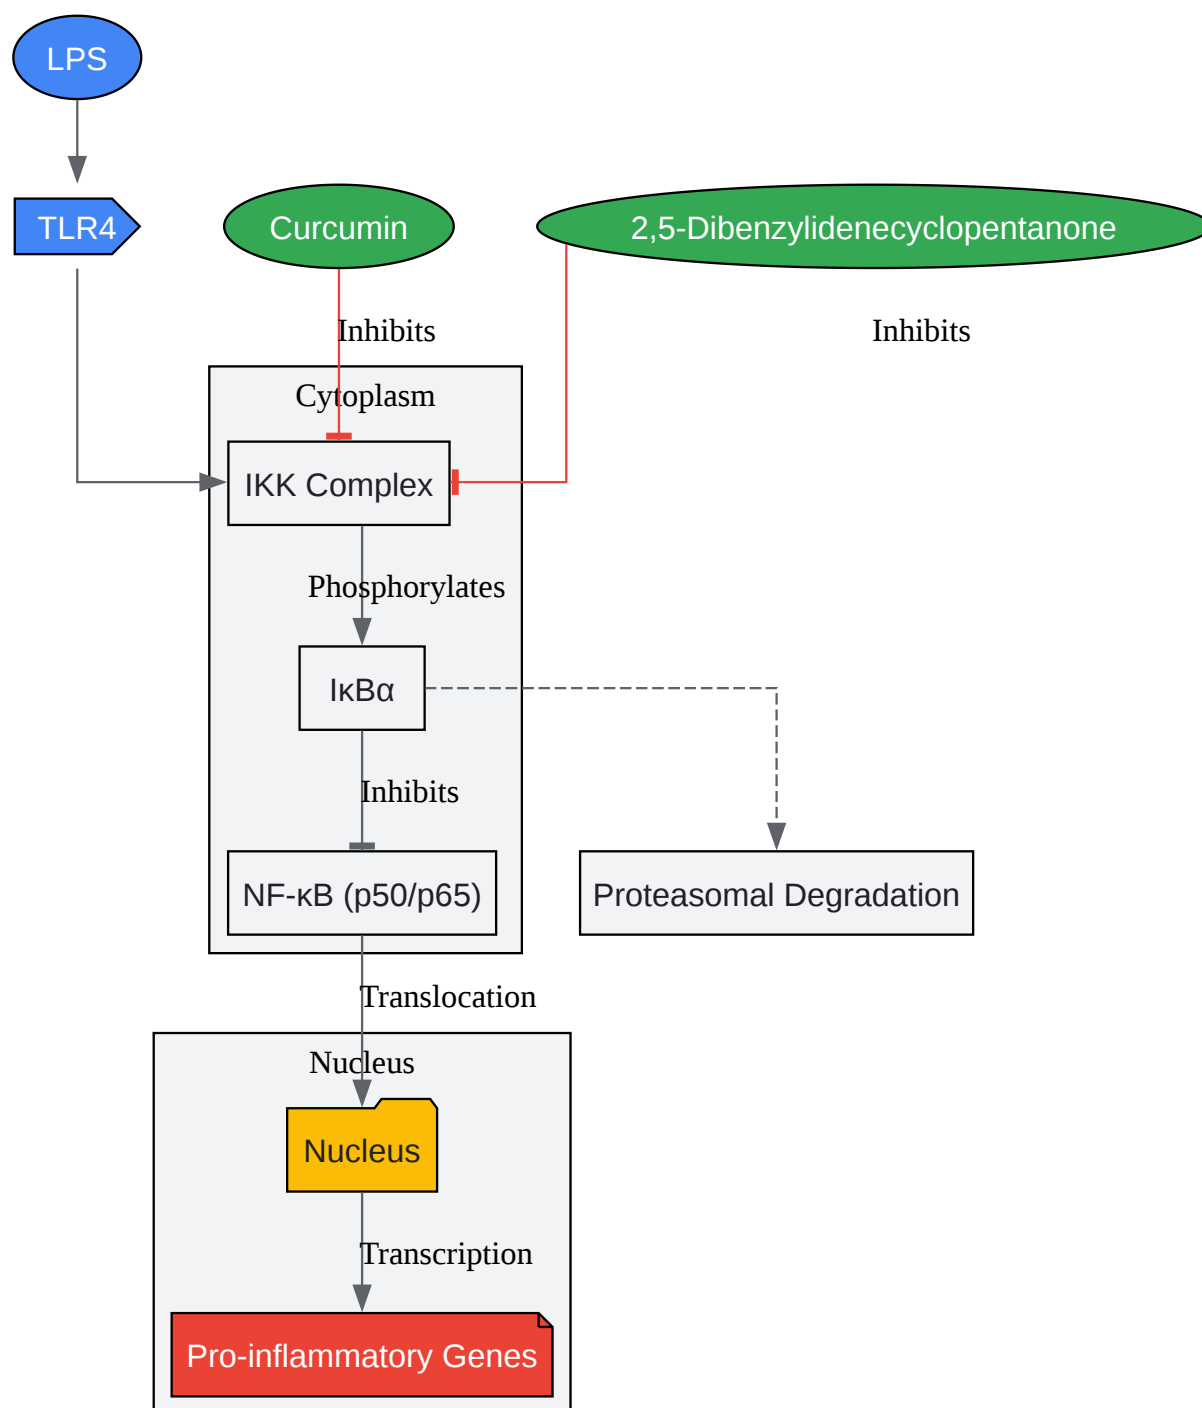 LPS
TLR4
Curcumin
2,5-Dibenzylidenecyclopentanone
Inhibits
Inhibits
Cytoplasm
IKK Complex
Phosphorylates
IκBα
Inhibits
NF-κB (p50/p65)
Proteasomal Degradation
Translocation
Nucleus
Nucleus
Transcription
Pro-inflammatory Genes